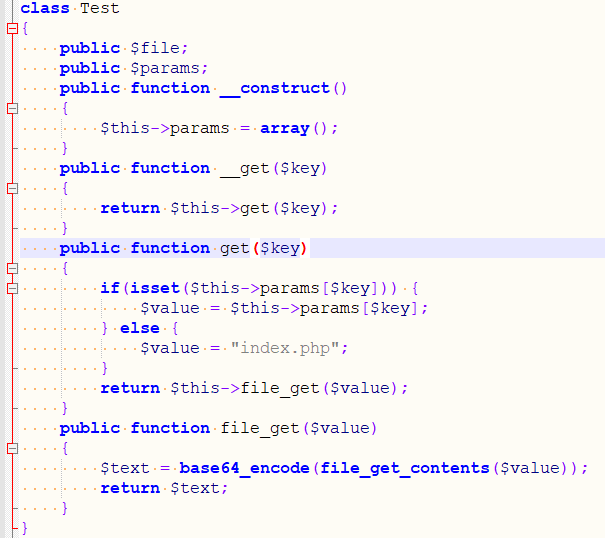 class Test
{
    public $file;
    public $params;
    public function __construct()
    {
        $this->params = array();
    }
    public function __get($key)
    {
        return $this->get($key);
    }
    public function get($key)
    {
        if(isset($this->params[$key])) {
            $value = $this->params[$key];
        } else {
            $value = "index.php";
        }
        return $this->file_get($value);
    }
    public function file_get($value)
    {
        $text = base64_encode(file_get_contents($value));
        return $text;
    }
}